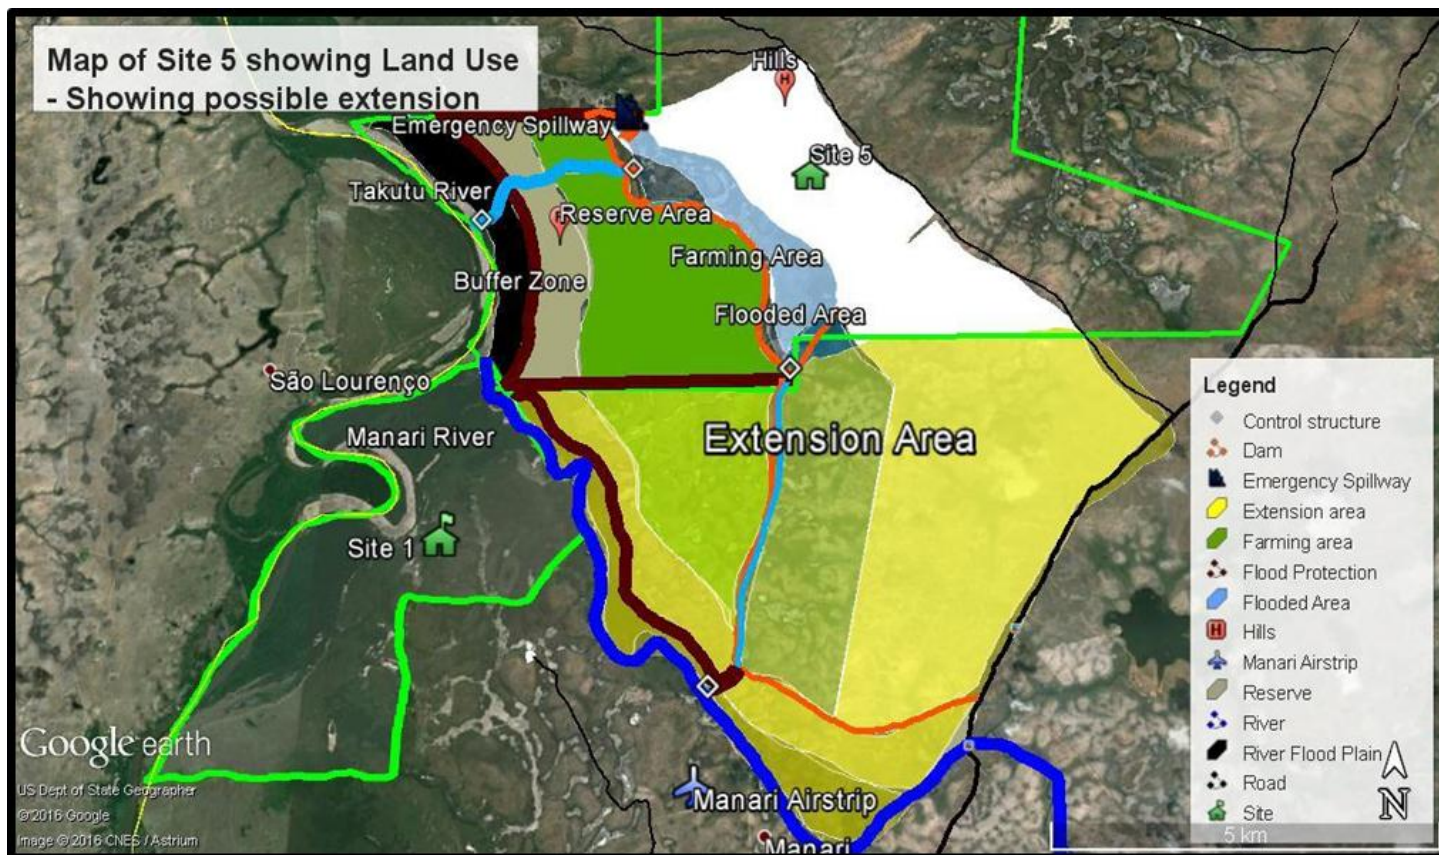 Map of Site 5 showing Land Use
- Showing possible extension
Hills
H
Emergency Spillway
Site 5
Takutu River
Reserve Area
Farming Area
Buffer Zone
Flooded Area
São Lourenço
Manari River
Extension Area
Site 1
Manari Airstrip
Manari
Google earth
US Dept of State Geographer
©2016 Google
Image © 2016 CNES / Astrium
Legend
Control structure
Dam
Emergency Spillway
Extension area
Farming area
Flood Protection
Flooded Area
H Hills
Manari Airstrip
Reserve
River
River Flood Plain
Road
Site
N
5 km